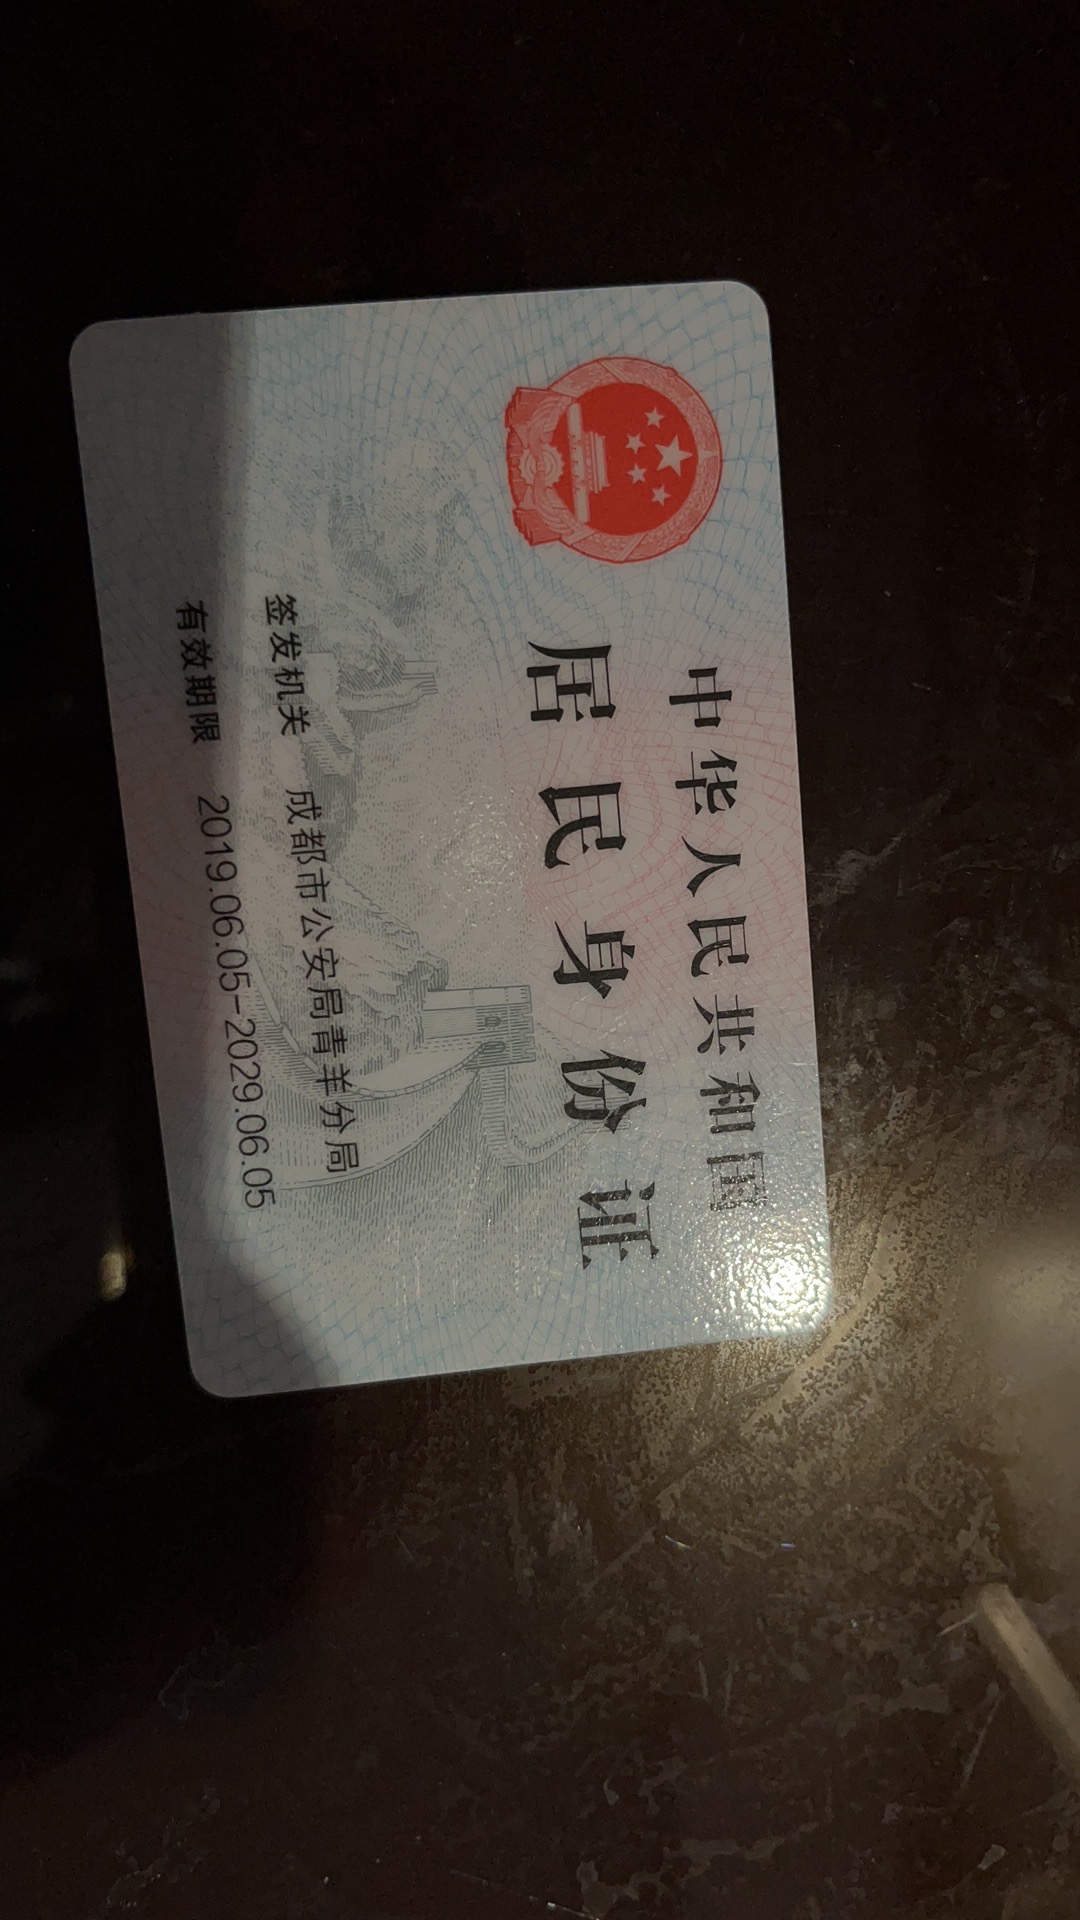 中华人民共和国
居民身份证
签发机关 成都市公安局青羊分局
有效期限 2019.06.05-2029.06.05